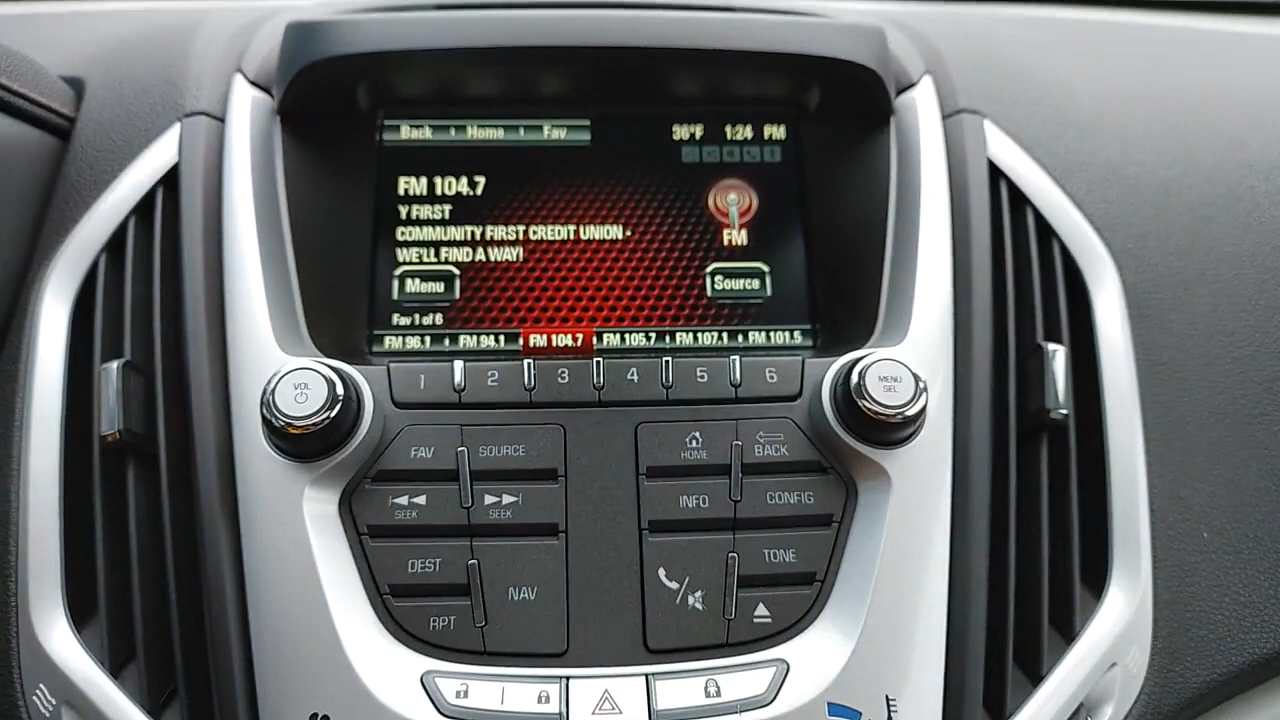 Back Home Fav 36°F 1:24 PM
FM 104.7
Y FIRST
COMMUNITY FIRST CREDIT UNION -
WE'LL FIND A WAY!
FM
Menu Source
Fav 1 of 6
FM 96.1 FM 94.1 FM 104.7 FM 105.7 FM 107.1 FM 101.5
1 2 3 4 5 6
VOL
MENU
SEL
FAV SOURCE
HOME BACK
SEEK SEEK
INFO CONFIG
DEST NAV
TONE
RPT